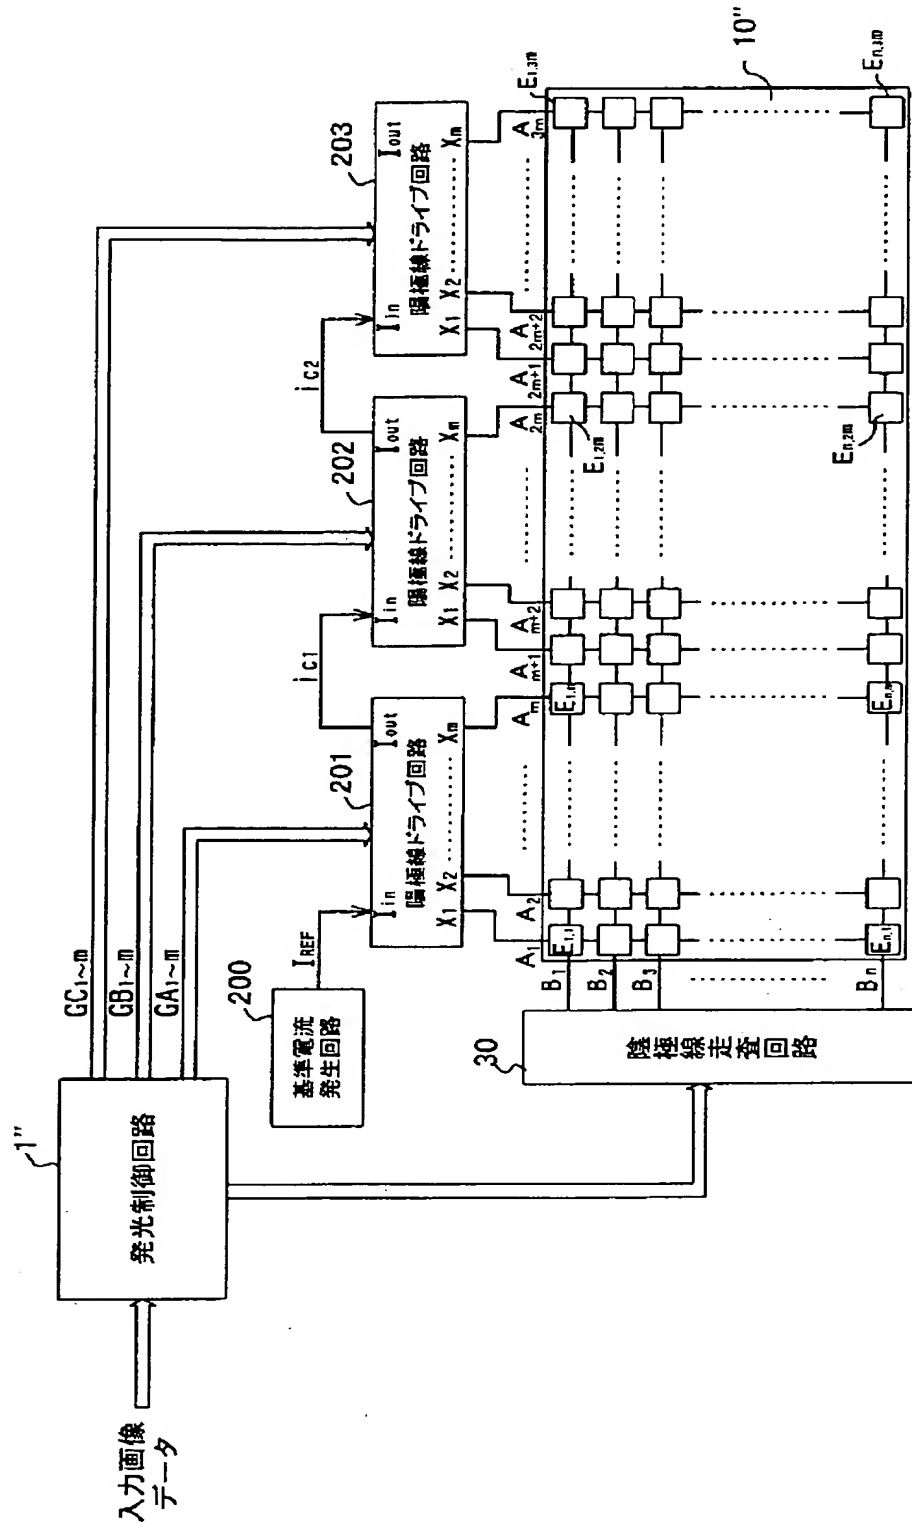 入力画像
データ
1"
発光制御回路
GC1~m
GB1~m
GA1~m
200
基準電流
発生回路
IREF
201
陽極線ドライブ回路
Iin
Iout
X1 X2 ......... Xm
iC1
202
陽極線ドライブ回路
Iin
Iout
X1 X2 ......... Xm
iC2
203
陽極線ドライブ回路
Iin
Iout
X1 X2 ......... Xm
30
陰極線走査回路
B1
B2
B3
Bn
A1
A2
Am
Am+1
Am+2
A2m
A2m+1
A2m+2
A3m
E1,1
E1,m
E1,2m
E1,3m
En,1
En,m
En,2m
En,3m
10"